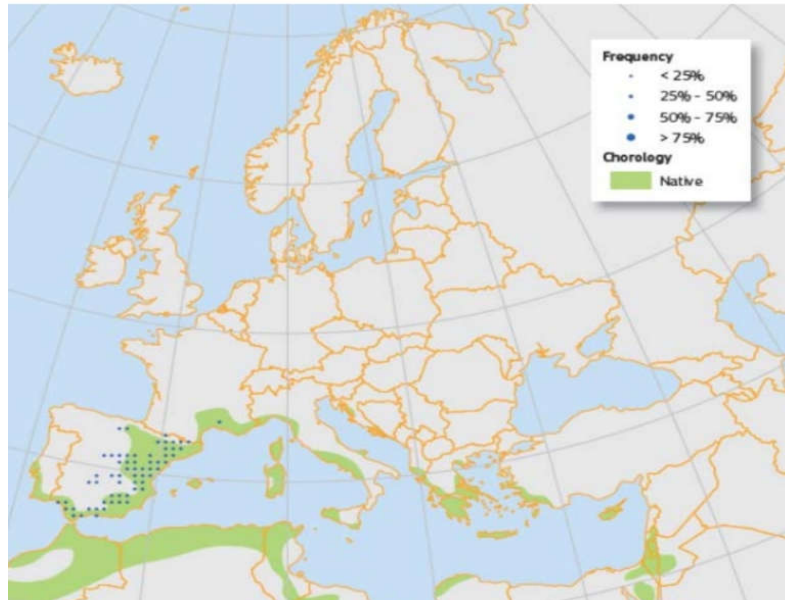 Frequency
< 25%
25% - 50%
50% - 75%
> 75%
Chorology
Native